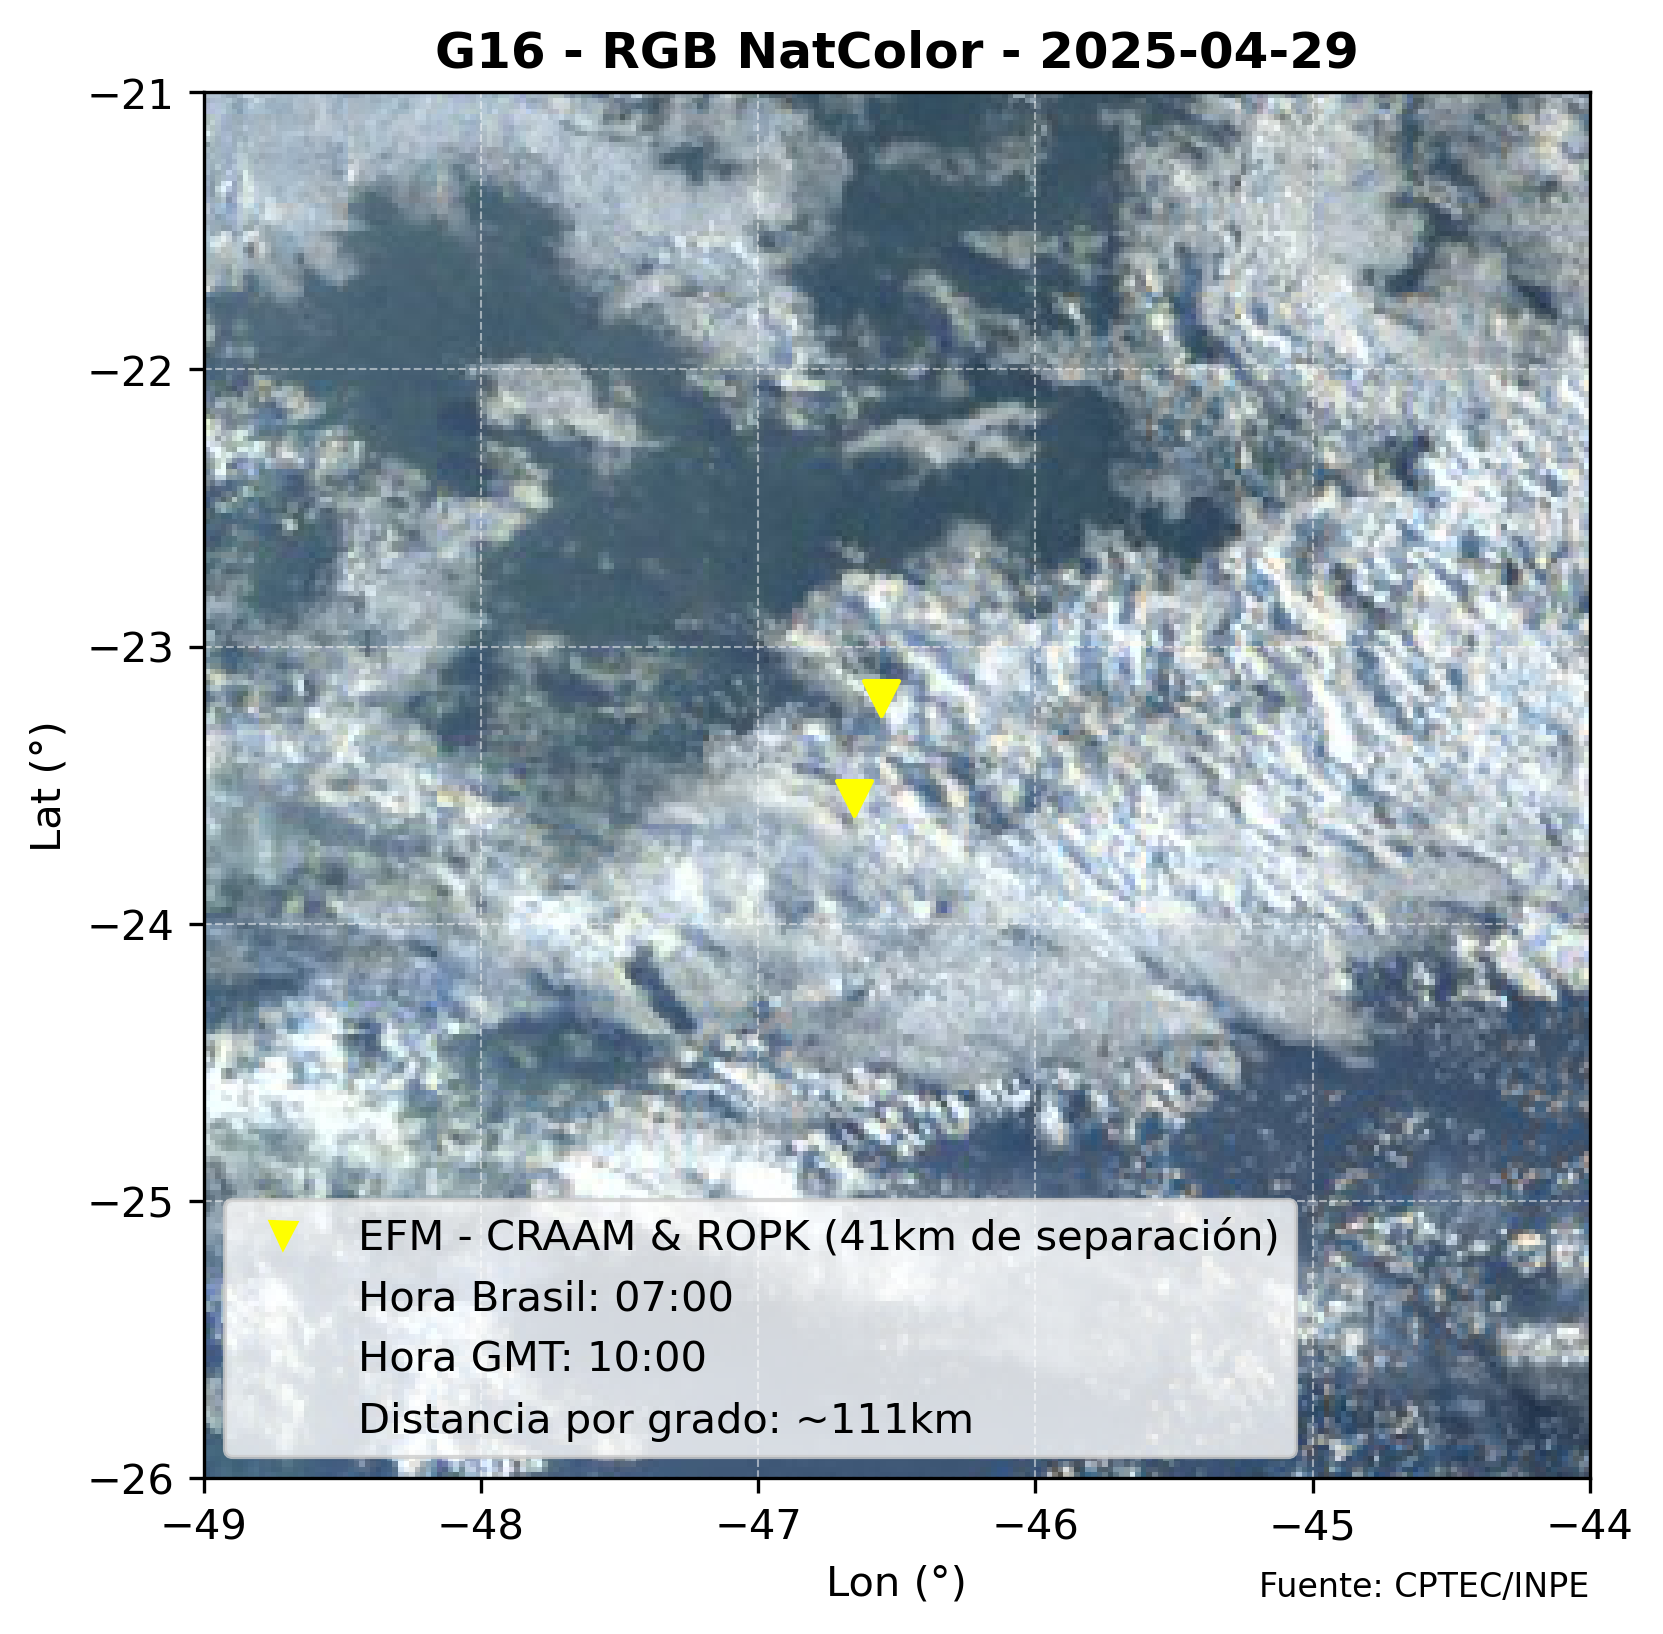 G16 - RGB NatColor - 2025-04-29
−21
−22
−23
−24
−25
−26
Lat (°)
EFM - CRAAM & ROPK (41km de separación)
Hora Brasil: 07:00
Hora GMT: 10:00
Distancia por grado: ~111km
−49 −48 −47 −46 −45 −44
Lon (°)
Fuente: CPTEC/INPE